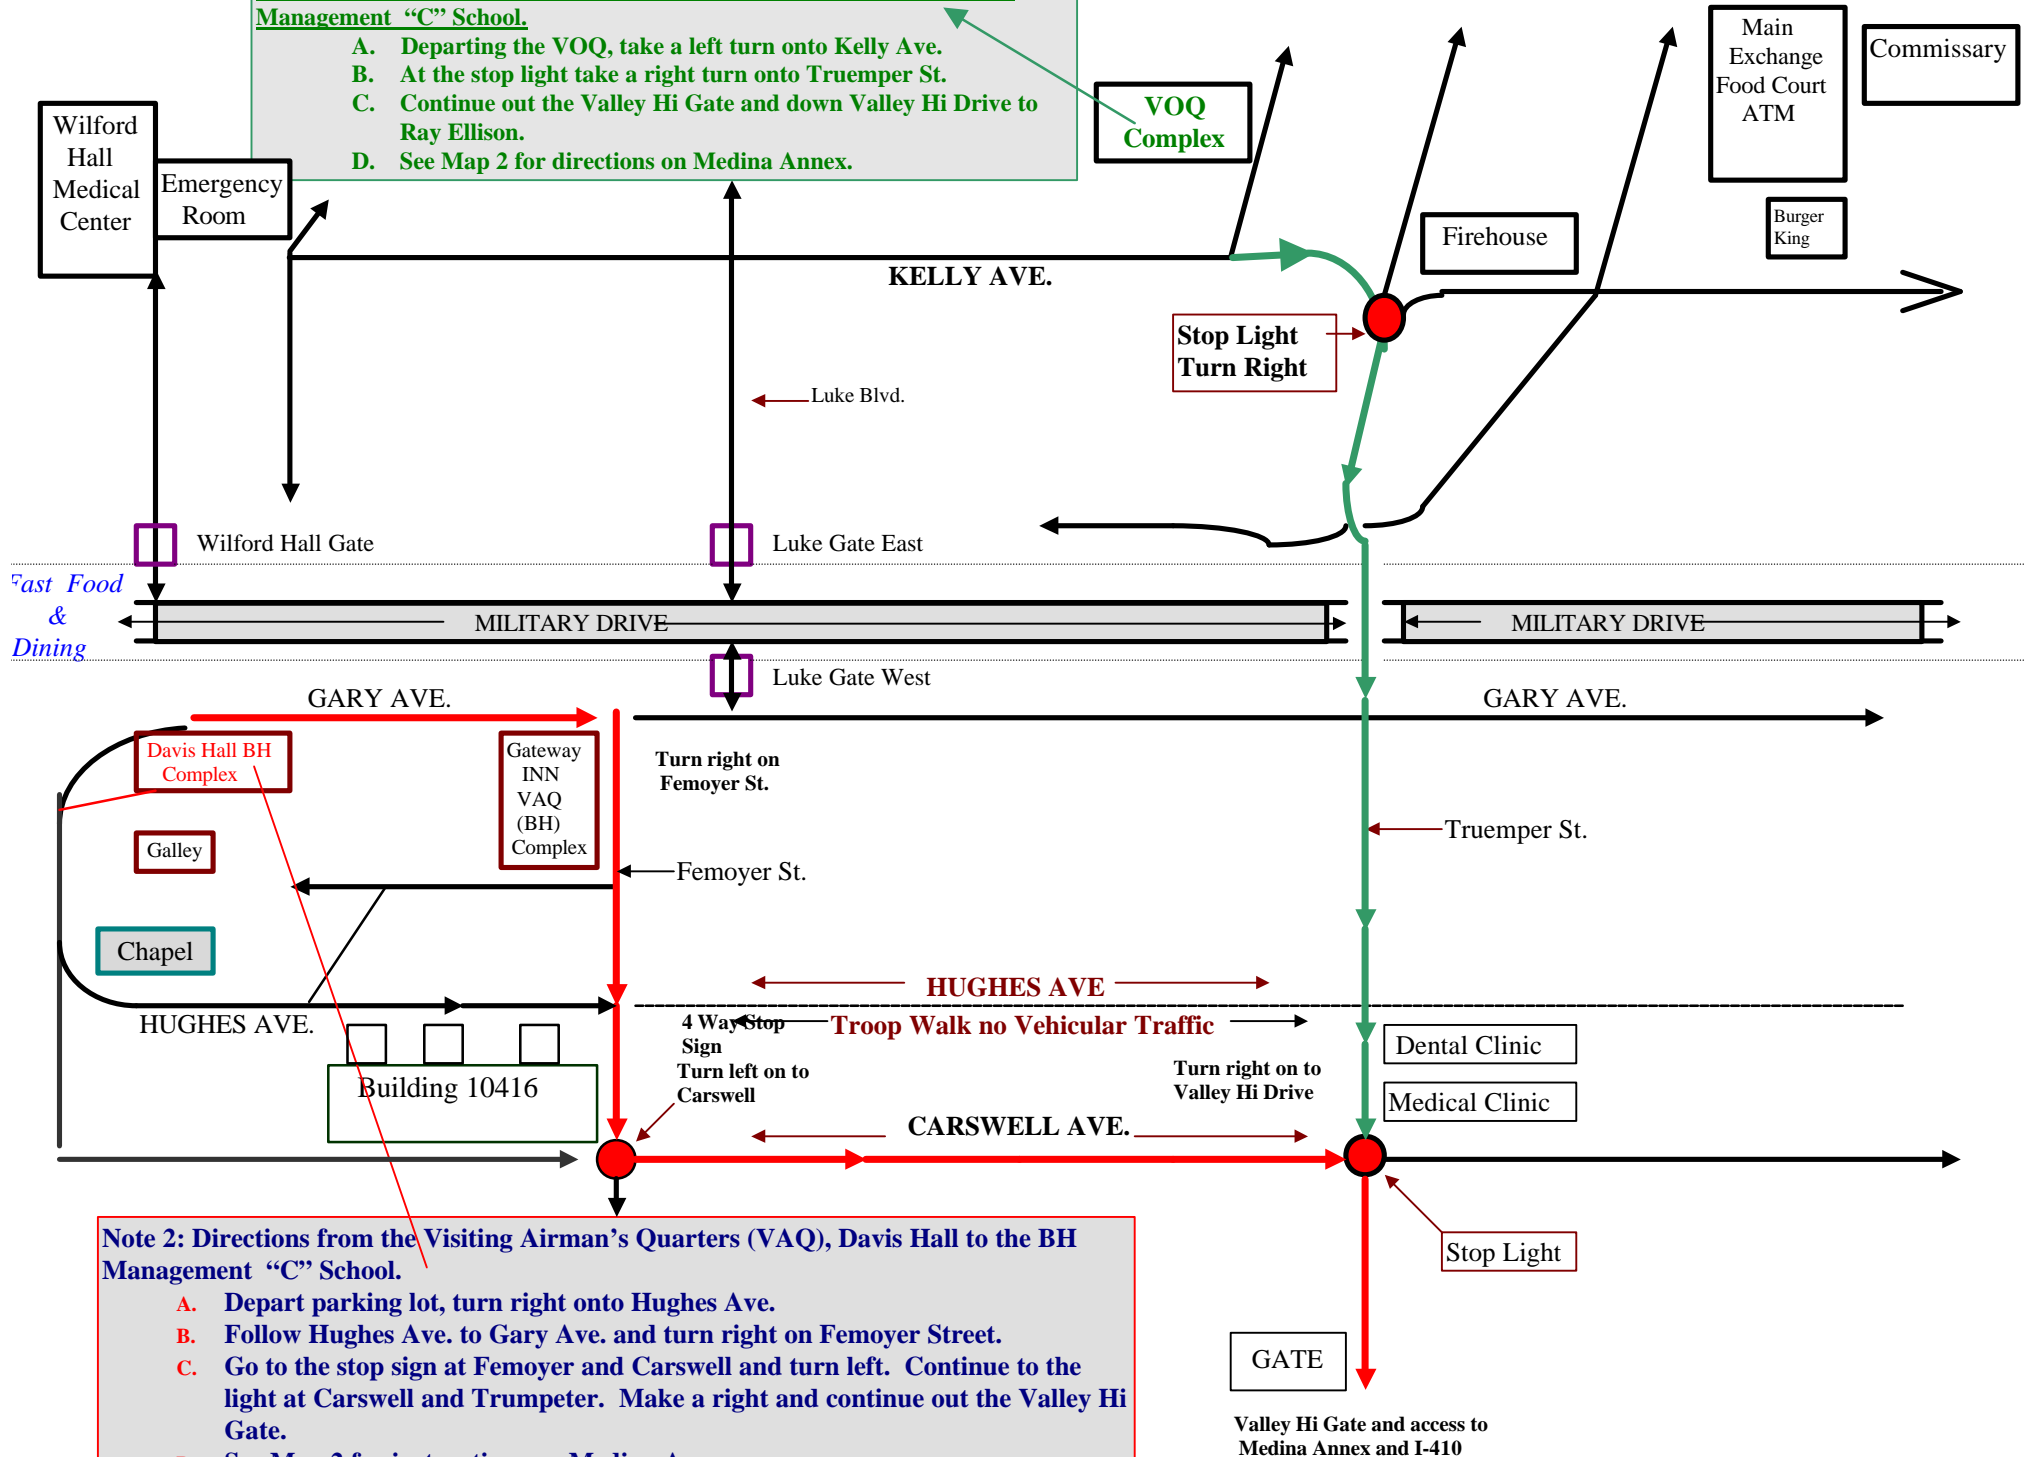 Management “C” School.
A. Departing the VOQ, take a left turn onto Kelly Ave.
B. At the stop light take a right turn onto Truemper St.
C. Continue out the Valley Hi Gate and down Valley Hi Drive to
Ray Ellison.
D. See Map 2 for directions on Medina Annex.
VOQ
Complex
Main
Exchange
Food Court
ATM
Commissary
Wilford
Hall
Medical
Center
Emergency
Room
Burger
King
Firehouse
KELLY AVE.
Stop Light
Turn Right
Luke Blvd.
Wilford Hall Gate
Luke Gate East
Fast Food
&
Dining
MILITARY DRIVE
MILITARY DRIVE
Luke Gate West
GARY AVE.
GARY AVE.
Davis Hall BH
Complex
Gateway
INN
VAQ
(BH)
Complex
Turn right on
Femoyer St.
Galley
Truemper St.
Femoyer St.
Chapel
HUGHES AVE
HUGHES AVE.
4 Way Stop
Sign
Turn left on to
Carswell
Troop Walk no Vehicular Traffic
Dental Clinic
Turn right on to
Valley Hi Drive
Building 10416
Medical Clinic
CARSWELL AVE.
Note 2: Directions from the Visiting Airman’s Quarters (VAQ), Davis Hall to the BH
Management “C” School.
A. Depart parking lot, turn right onto Hughes Ave.
B. Follow Hughes Ave. to Gary Ave. and turn right on Femoyer Street.
C. Go to the stop sign at Femoyer and Carswell and turn left. Continue to the
light at Carswell and Trumpeter. Make a right and continue out the Valley Hi
Gate.
Stop Light
GATE
Valley Hi Gate and access to
Medina Annex and I-410